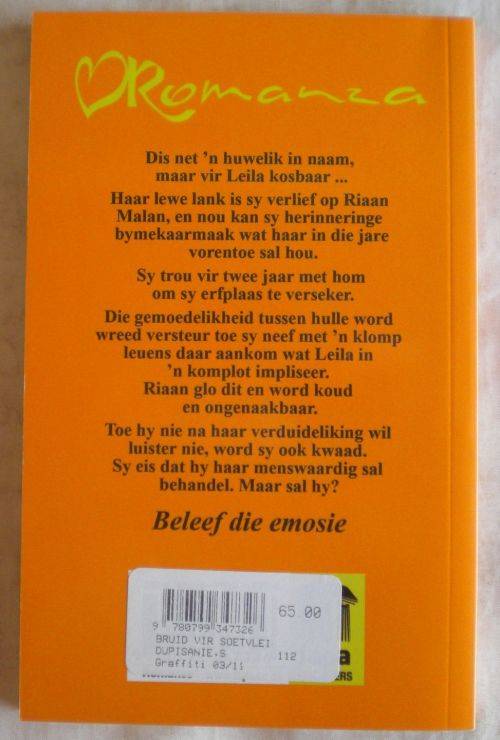 Romanza
Dis net 'n huwelik in naam,
maar vir Leila kosbaar ...
Haar lewe lank is sy verlief op Riaan
Malan, en nou kan sy herinneringe
bymekaarmaak wat haar in die jare
vorentoe sal hou.
Sy trou vir twee jaar met hom
om sy erfplaas te verseker.
Die gemoedelikheid tussen hulle word
wreed versteur toe sy neef met 'n klomp
leuens daar aankom wat Leila in
'n komplot impliseer.
Riaan glo dit en word koud
en ongenaakbaar.
Toe hy nie na haar verduideliking wil
luister nie, word sy ook kwaad.
Sy eis dat hy haar menswaardig sal
behandel. Maar sal hy?
Beleef die emosie
65.00
9 780799 347326
BRUID VIR SOETVLEI
DUPISANIE,S 112
Graffiti 03/11